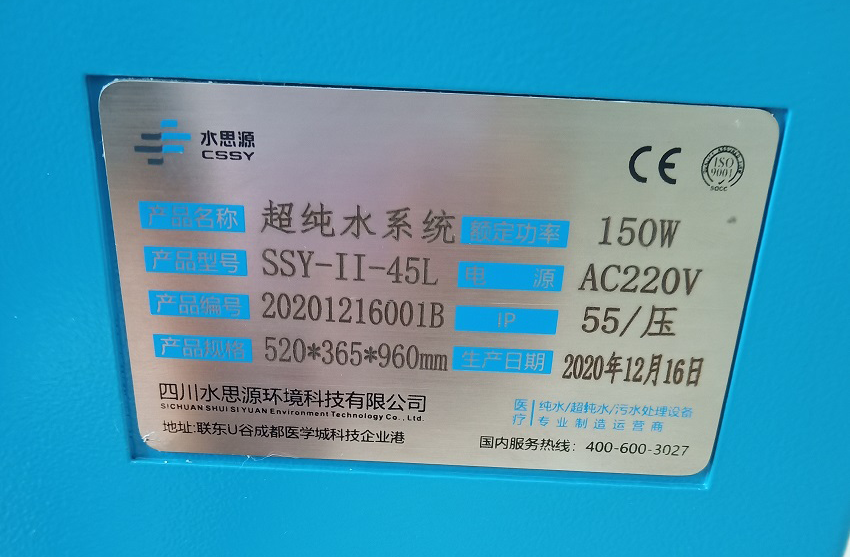 水思源
CSSY
CE
ISO
9001
SQCC
产品名称 超纯水系统 额定功率 150W
产品型号 SSY-II-45L 电 源 AC220V
产品编号 20201216001B IP 55/压
产品规格 520*365*960mm 生产日期 2020年12月16日
四川水思源环境科技有限公司
SICHUAN SHUI SI YUAN Environment Technology Co., Ltd.
地址: 联东U谷成都医学城科技企业港
医疗 纯水/超纯水/污水处理设备
专业制造运营商
国内服务热线: 400-600-3027